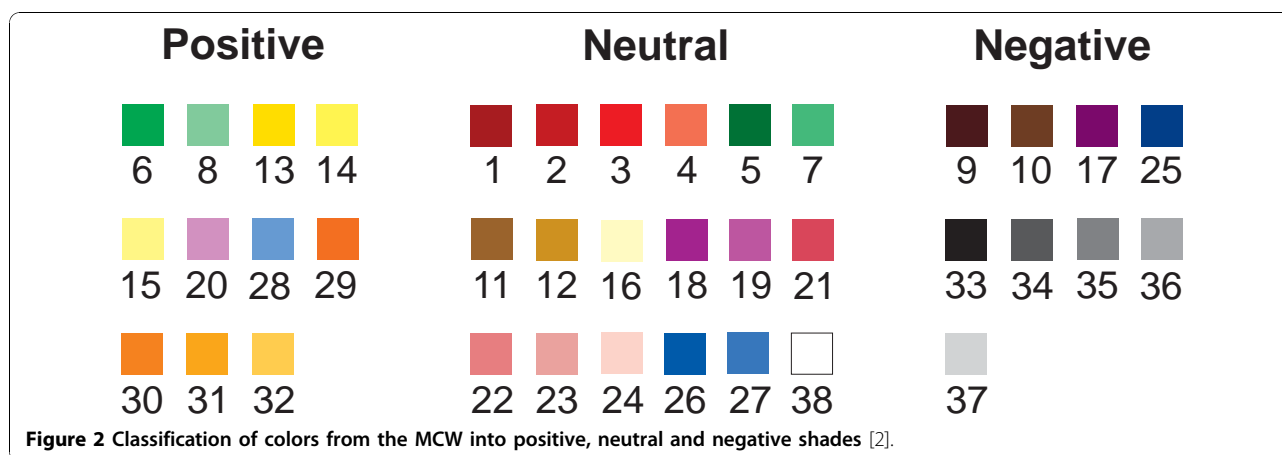 Positive Neutral Negative
6 8 13 14 1 2 3 4 5 7 9 10 17 25
15 20 28 29 11 12 16 18 19 21 33 34 35 36
30 31 32 22 23 24 26 27 38 37
Figure 2 Classification of colors from the MCW into positive, neutral and negative shades [2].